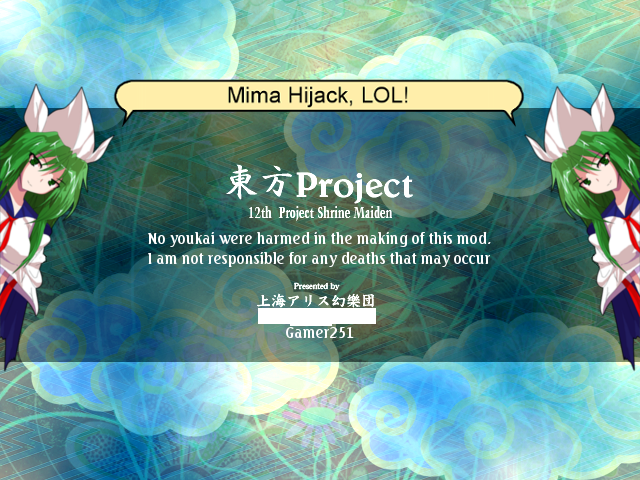 Mima Hijack, LOL!
東方Project
12th Project Shrine Maiden
No youkai were harmed in the making of this mod.
I am not responsible for any deaths that may occur
Presented by
上海アリス幻樂団
Gamer251